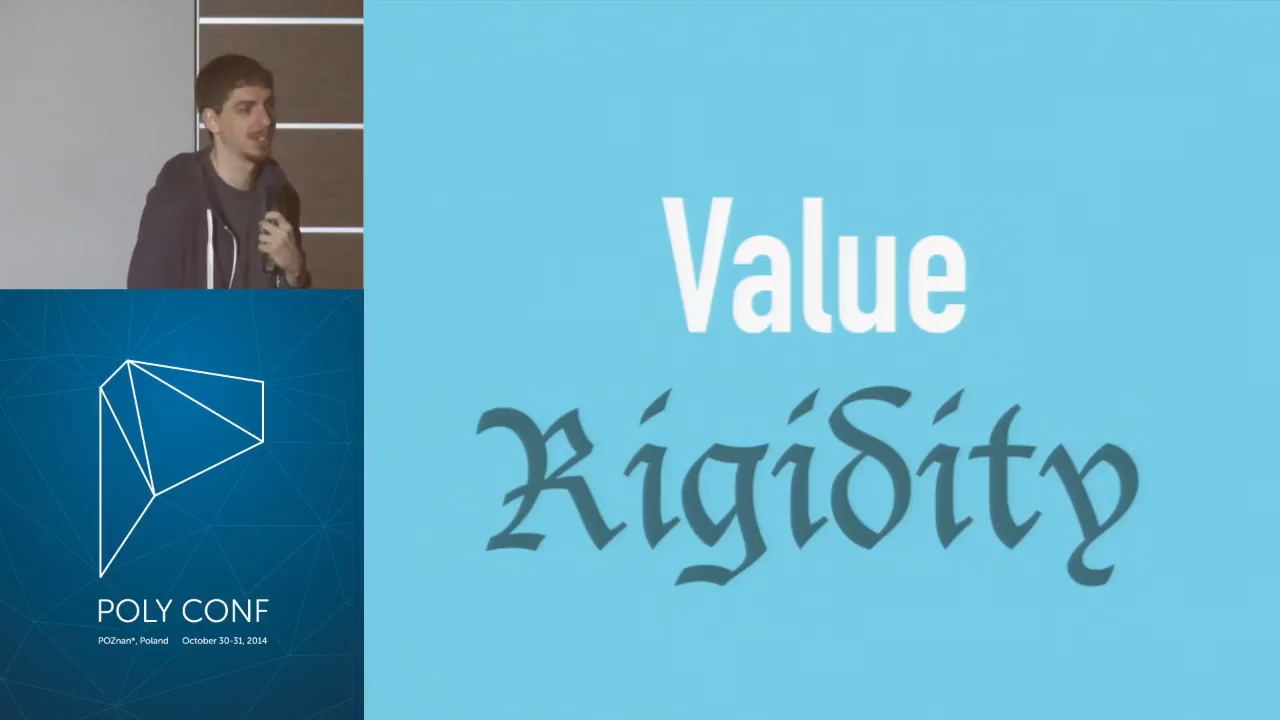 Value
Rigidity
POLY CONF
POZnan*, Poland October 30-31, 2014